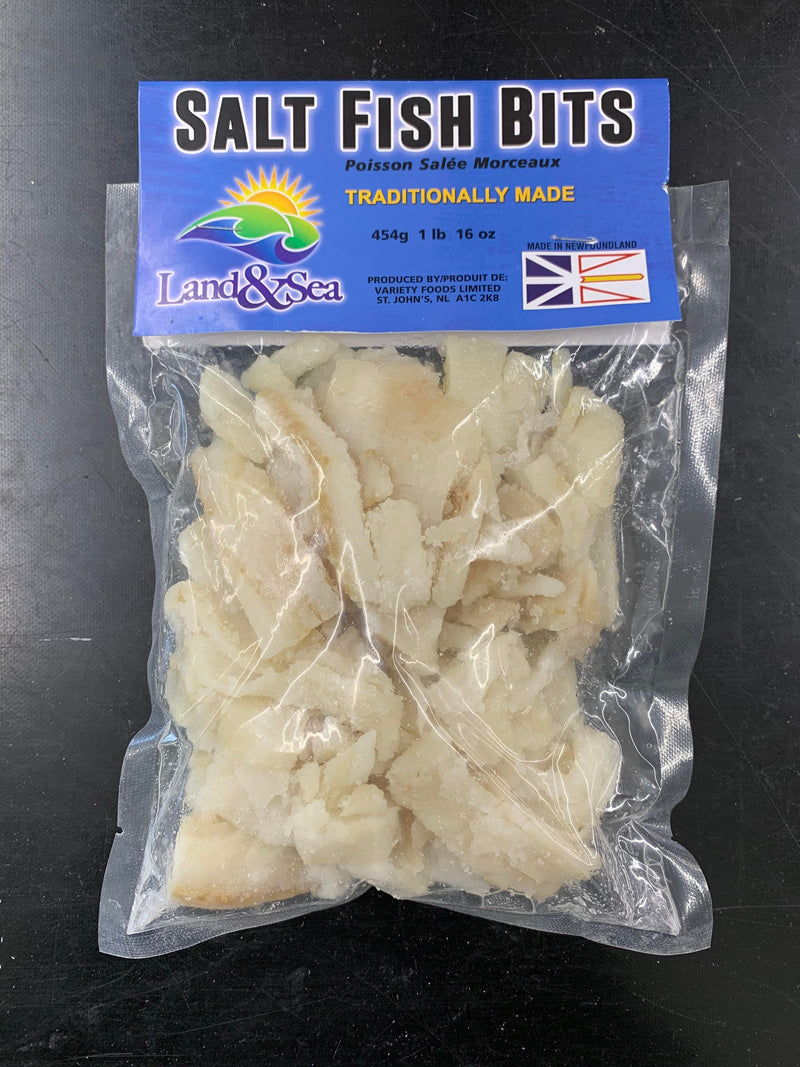 SALT FISH BITS
Poisson Salée Morceaux
TRADITIONALLY MADE
454g 1 lb 16 oz
MADE IN NEWFOUNDLAND
Land&Sea
PRODUCED BY/PRODUIT DE:
VARIETY FOODS LIMITED
ST. JOHN'S, NL A1C 2K8